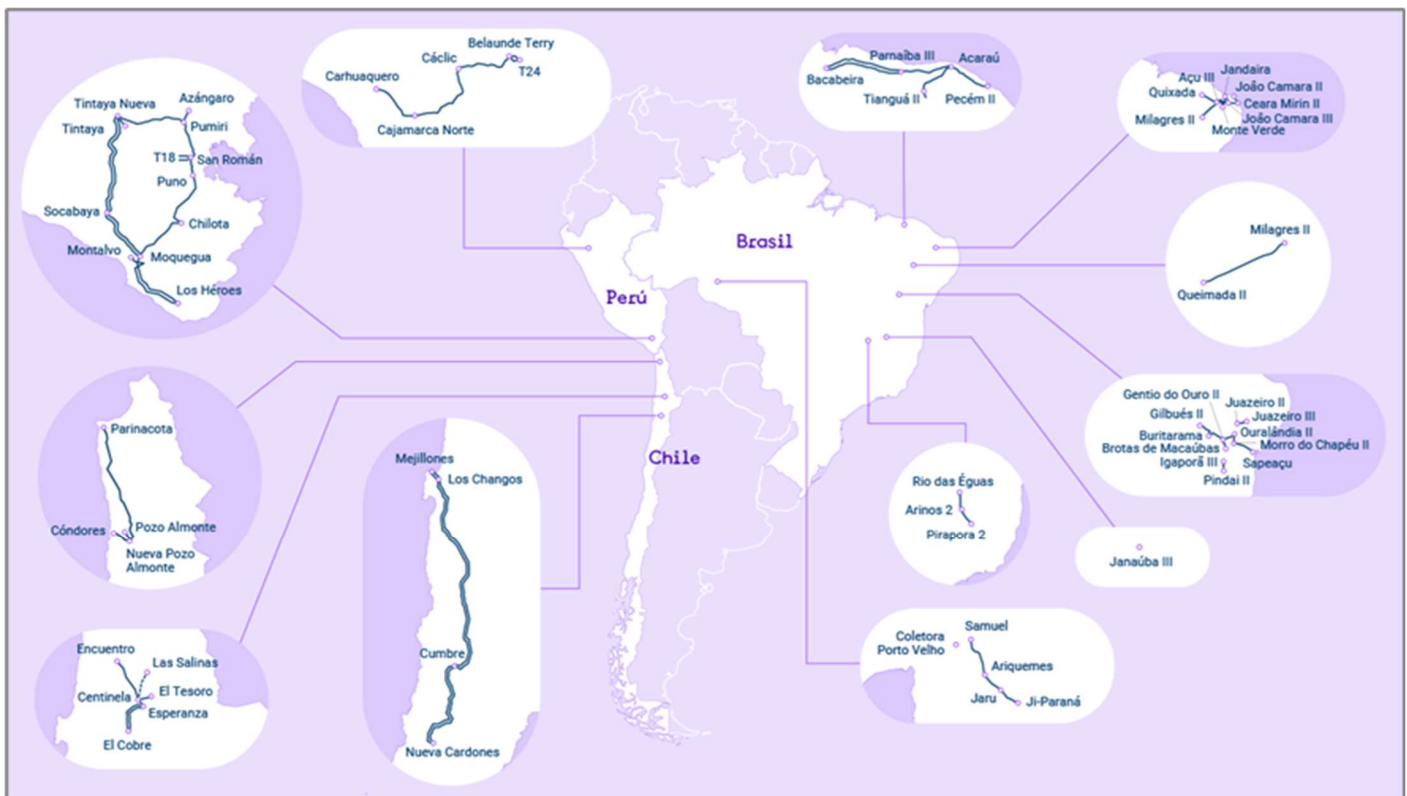 Belaunde Terry
Cáclic
T24
Carhuaquero
Cajamarca Norte
Tintaya Nueva
Azángaro
Tintaya
Pumiri
T18
San Román
Puno
Socabaya
Chilota
Montalvo
Moquegua
Los Héroes
Parnaíba III
Acaraú
Bacabeira
Tianguá II
Pecém II
Jandaira
Açu III
João Camara II
Quixada
Ceara Mirin II
Milagres II
João Camara III
Monte Verde
Milagres II
Queimada II
Brasil
Perú
Chile
Parinacota
Cóndores
Pozo Almonte
Nueva Pozo
Almonte
Mejillones
Los Changos
Cumbre
Nueva Cardones
Encuentro
Las Salinas
Centinela
El Tesoro
Esperanza
El Cobre
Gentio do Ouro II
Juazeiro II
Gilbués II
Juazeiro III
Buritarama
Ouralândia II
Brotas de Macaúbas
Morro do Chapéu II
Igaporã III
Sapeaçu
Pindai II
Rio das Éguas
Arinos 2
Pirapora 2
Janaúba III
Samuel
Coletora
Porto Velho
Ariquemes
Jaru
Ji-Paraná